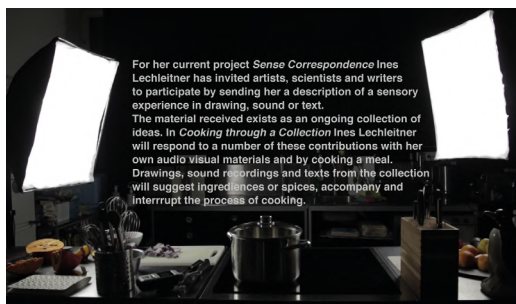 For her current project Sense Correspondence Ines
Lechleitner has invited artists, scientists and writers
to participate by sending her a description of a sensory
experience in drawing, sound or text.
The material received exists as an ongoing collection of
ideas. In Cooking through a Collection Ines Lechleitner
will respond to a number of these contributions with her
own audio visual materials and by cooking a meal.
Drawings, sound recordings and texts from the collection
will suggest ingrediences or spices, accompany and
interrrupt the process of cooking.